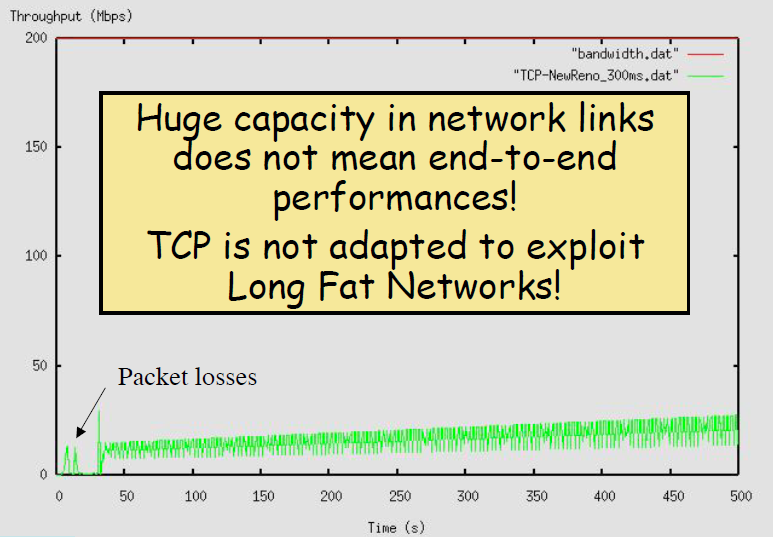 Throughput (Mbps)
200
150
100
50
0
"bandwidth.dat"
"TCP-NewReno_300ms.dat"
Huge capacity in network links
does not mean end-to-end
performances!
TCP is not adapted to exploit
Long Fat Networks!
Packet losses
0 50 100 150 200 250 300 350 400 450 500
Time (s)